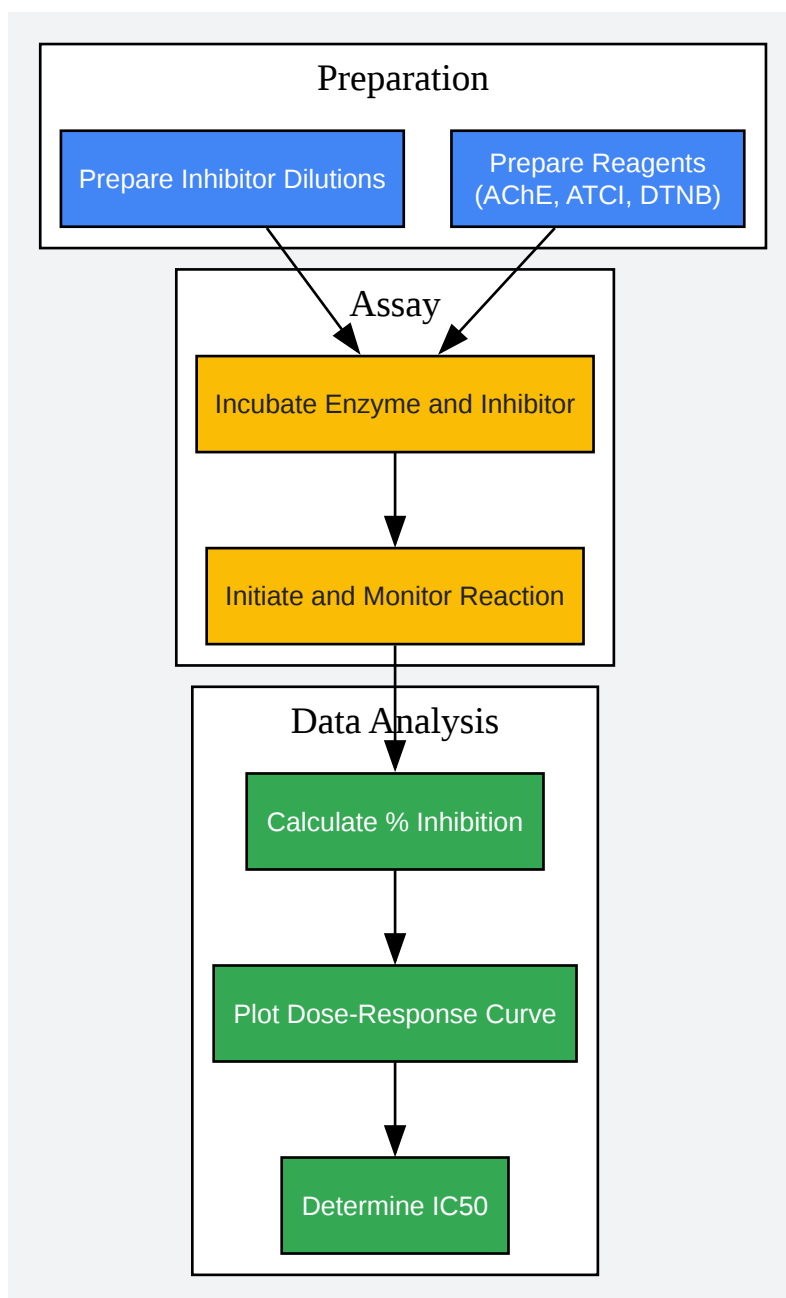 Preparation
Prepare Inhibitor Dilutions
Prepare Reagents
(AChE, ATCI, DTNB)
Assay
Incubate Enzyme and Inhibitor
Initiate and Monitor Reaction
Data Analysis
Calculate % Inhibition
Plot Dose-Response Curve
Determine IC50